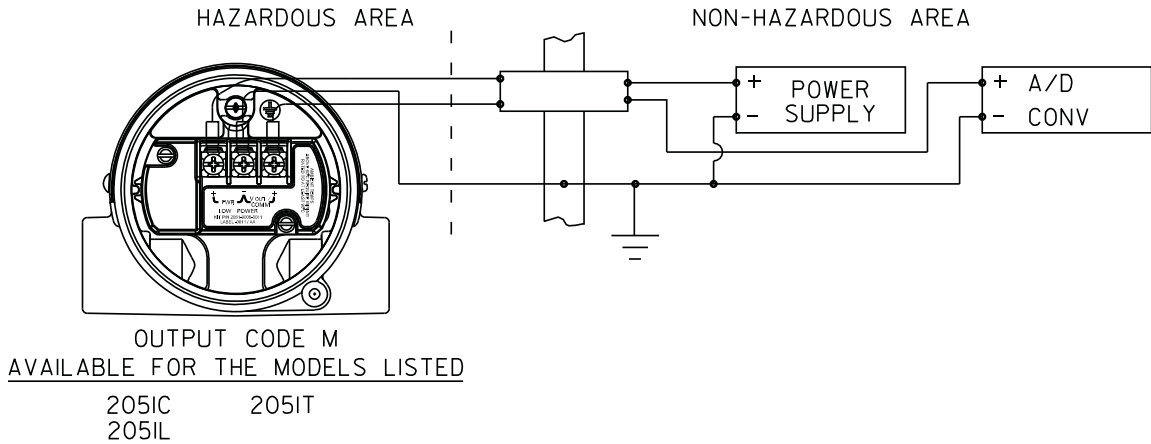 HAZARDOUS AREA
NON-HAZARDOUS AREA
+ POWER
- SUPPLY
+ A/D
- CONV
+ - +
PWR V OUT
COMM
LOW POWER
OUTPUT CODE M
AVAILABLE FOR THE MODELS LISTED
2051C 2051T
2051L